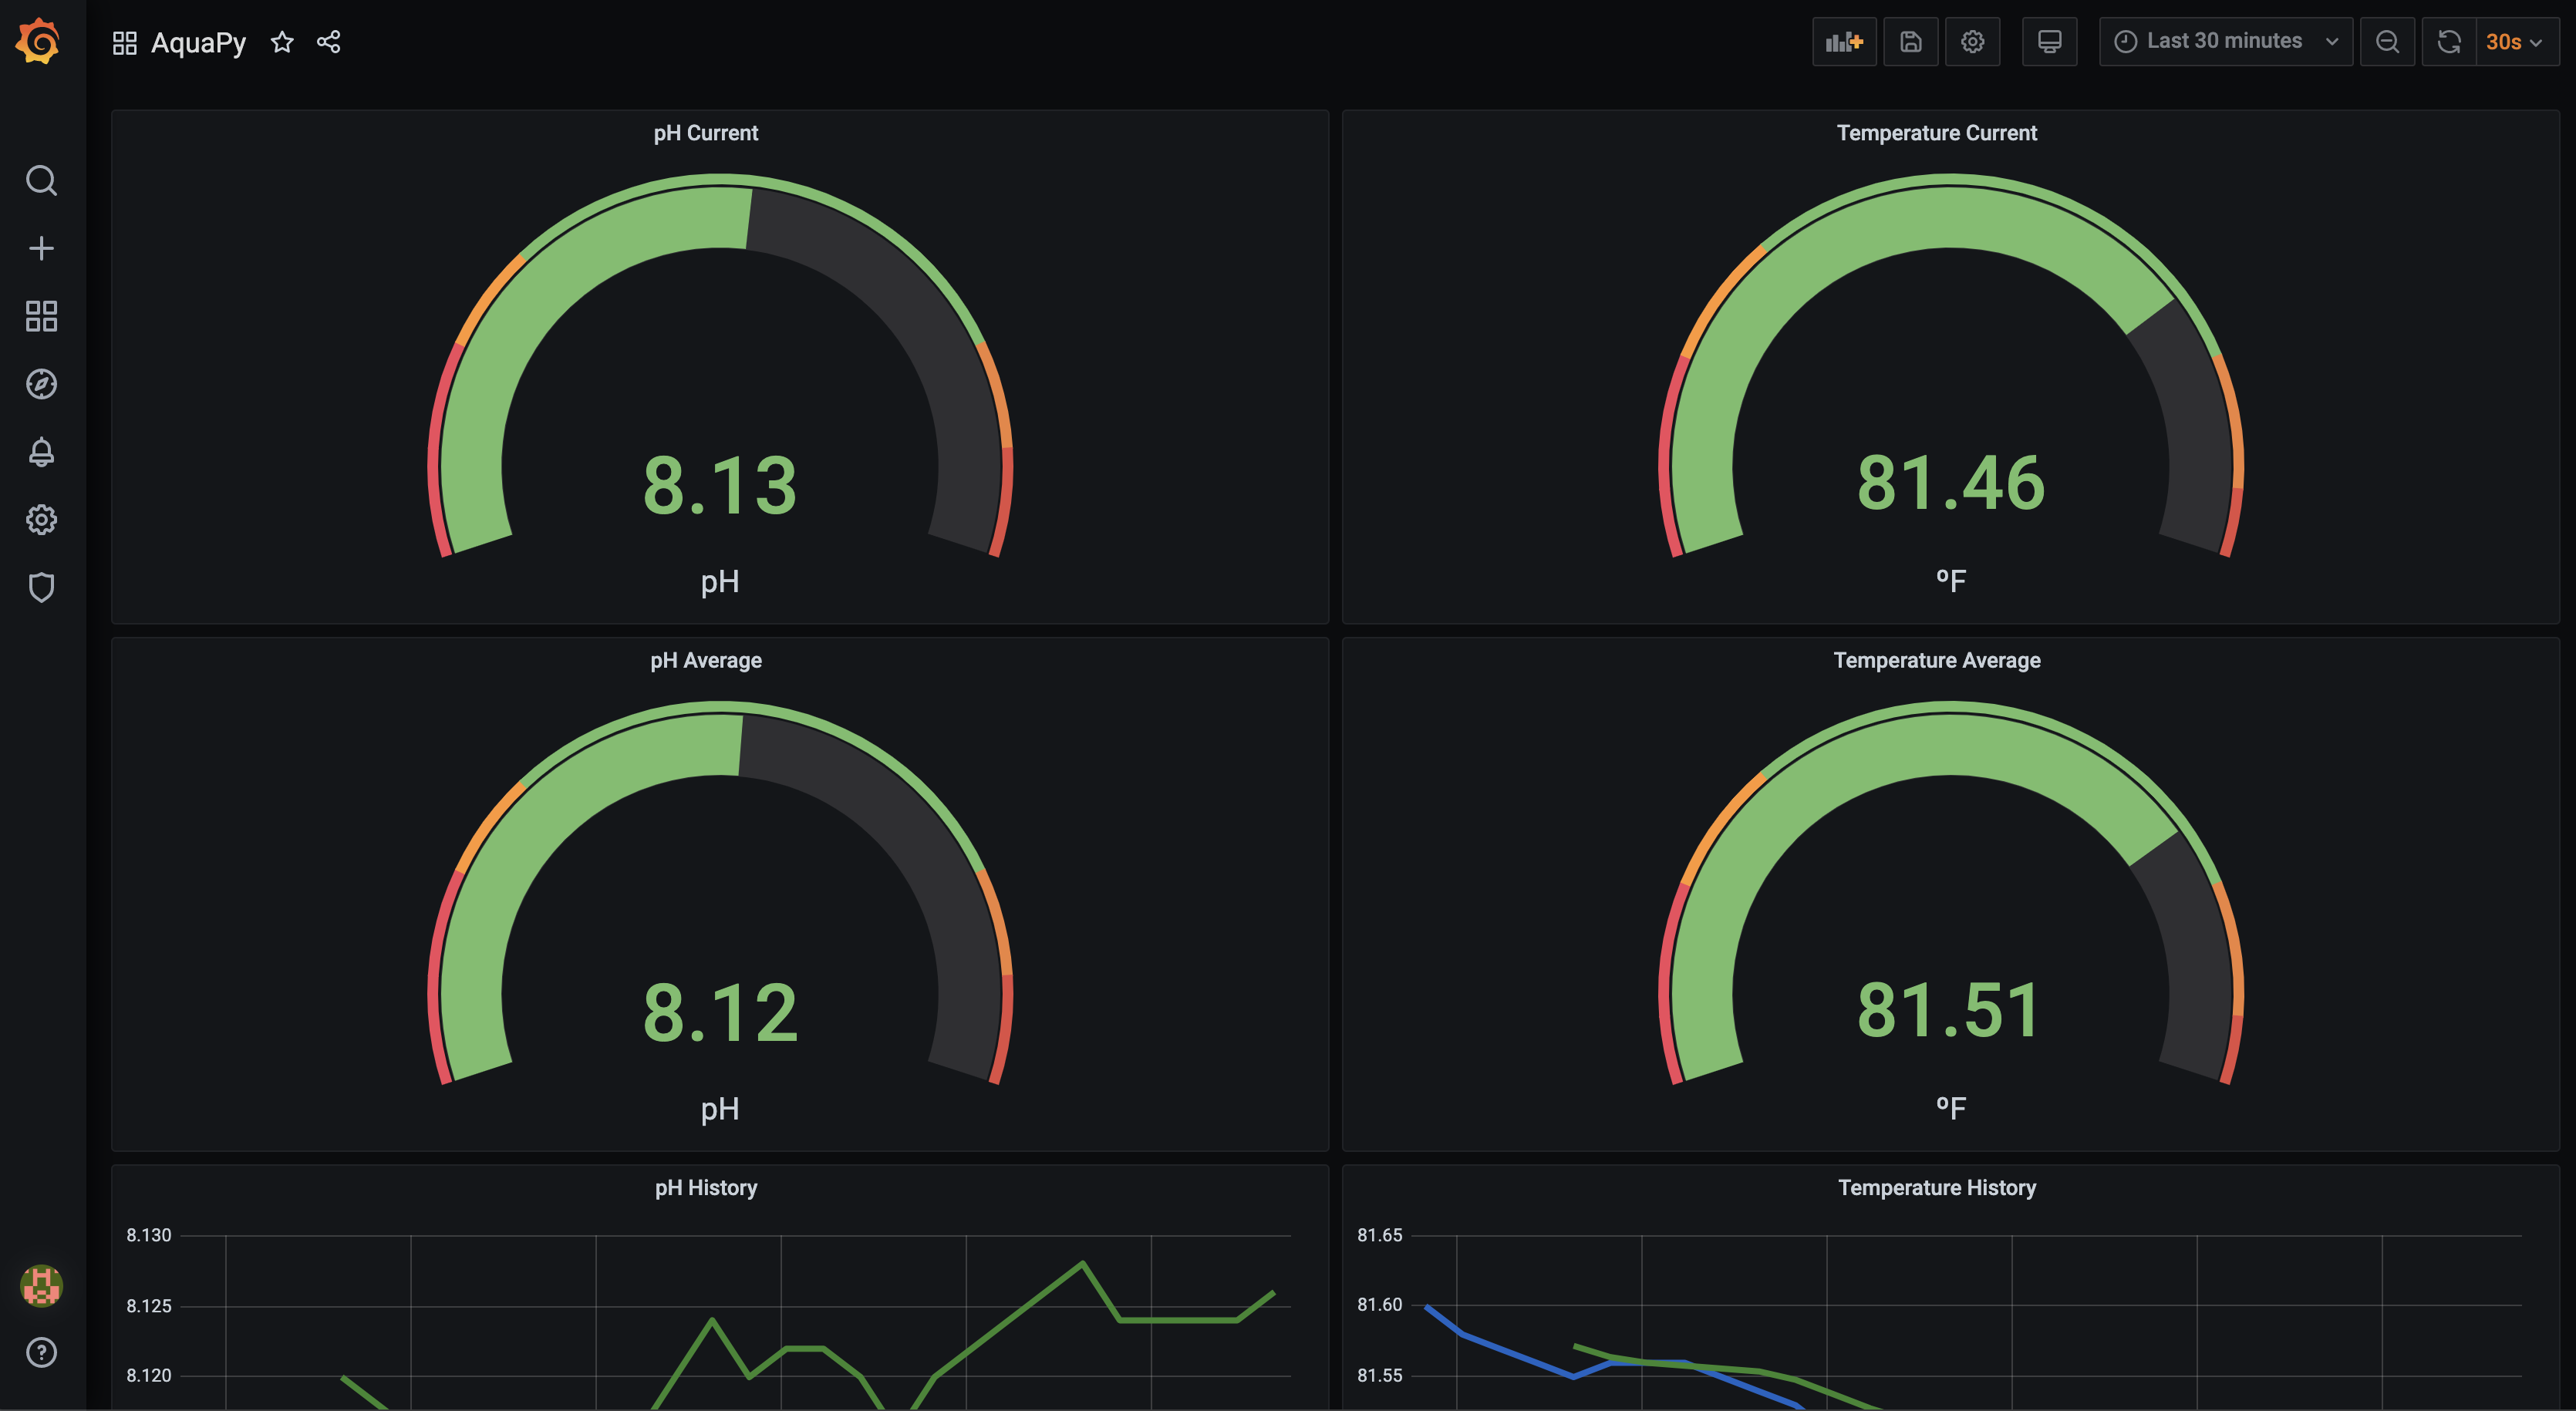 AquaPy
Last 30 minutes
30s
pH Current
8.13
pH
Temperature Current
81.46
ºF
pH Average
8.12
pH
Temperature Average
81.51
ºF
pH History
8.130
8.125
8.120
Temperature History
81.65
81.60
81.55